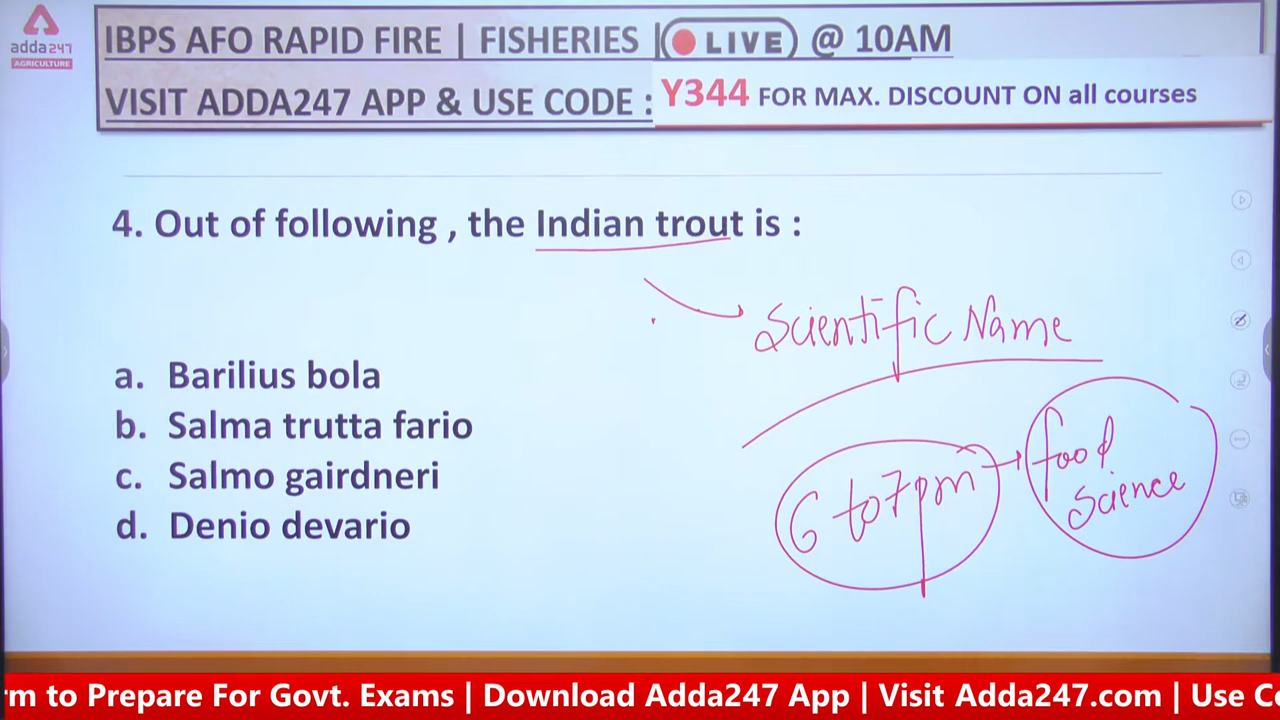 adda247
AGRICULTURE
IBPS AFO RAPID FIRE | FISHERIES | LIVE @ 10AM
VISIT ADDA247 APP & USE CODE : Y344 FOR MAX. DISCOUNT ON all courses
4. Out of following , the Indian trout is :
Scientific Name
a. Barilius bola
b. Salma trutta fario
c. Salmo gairdneri
d. Denio devario
6 to 7pm → food
science
rm to Prepare For Govt. Exams | Download Adda247 App | Visit Adda247.com | Use Co